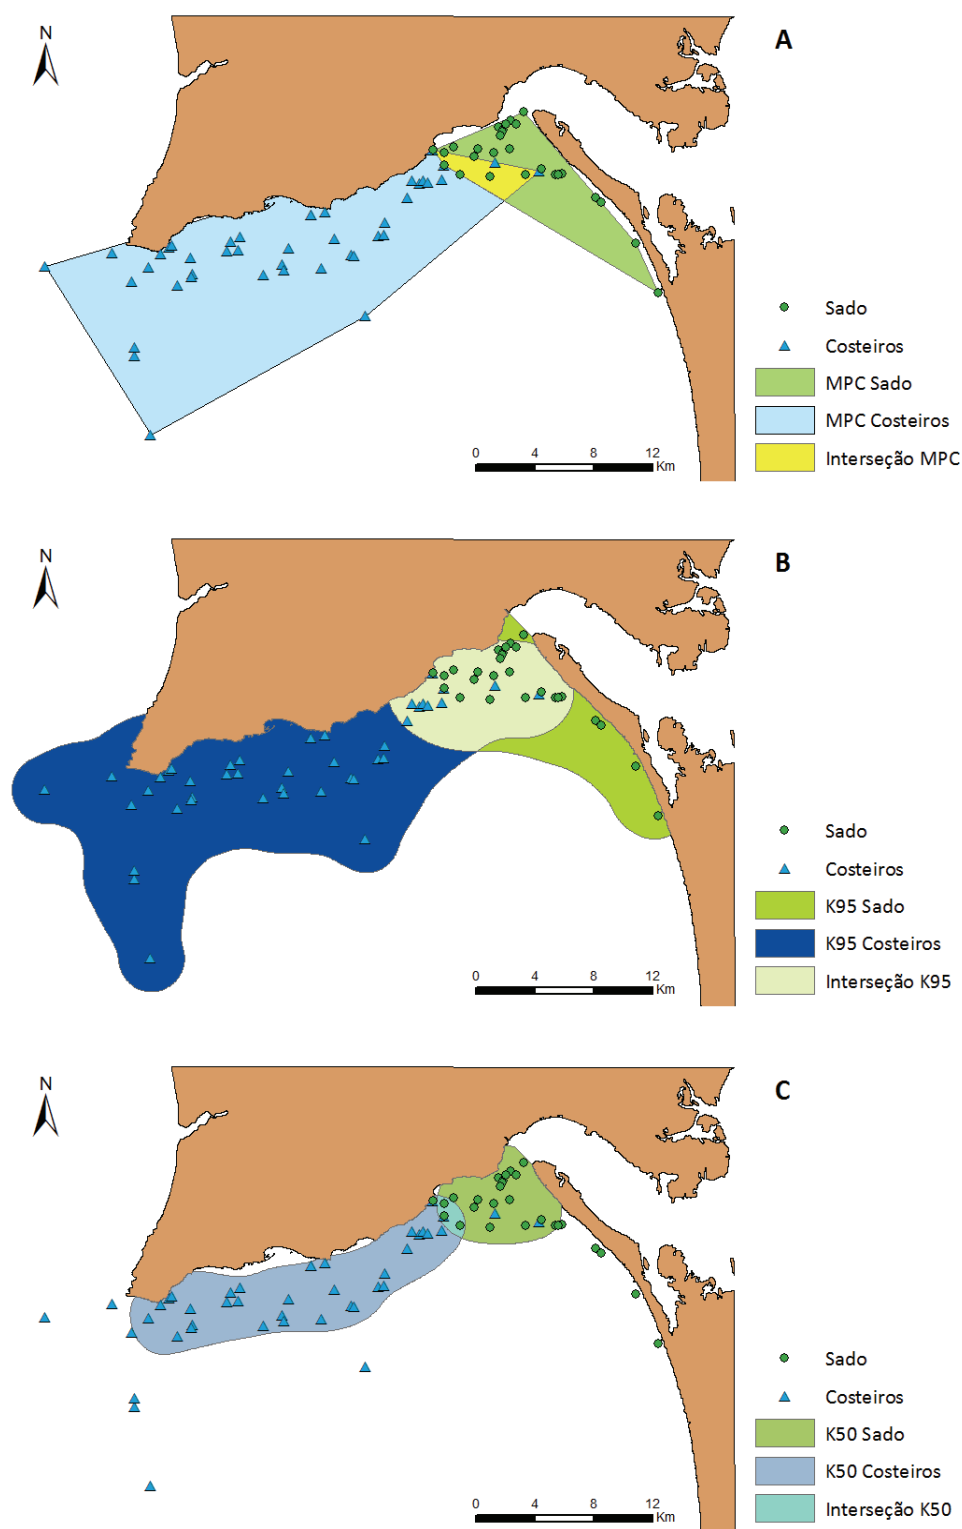 N
A
Sado
Costeiros
MPC Sado
MPC Costeiros
Interseção MPC
0 4 8 12
Km
N
B
Sado
Costeiros
K95 Sado
K95 Costeiros
Interseção K95
0 4 8 12
Km
N
C
Sado
Costeiros
K50 Sado
K50 Costeiros
Interseção K50
0 4 8 12
Km